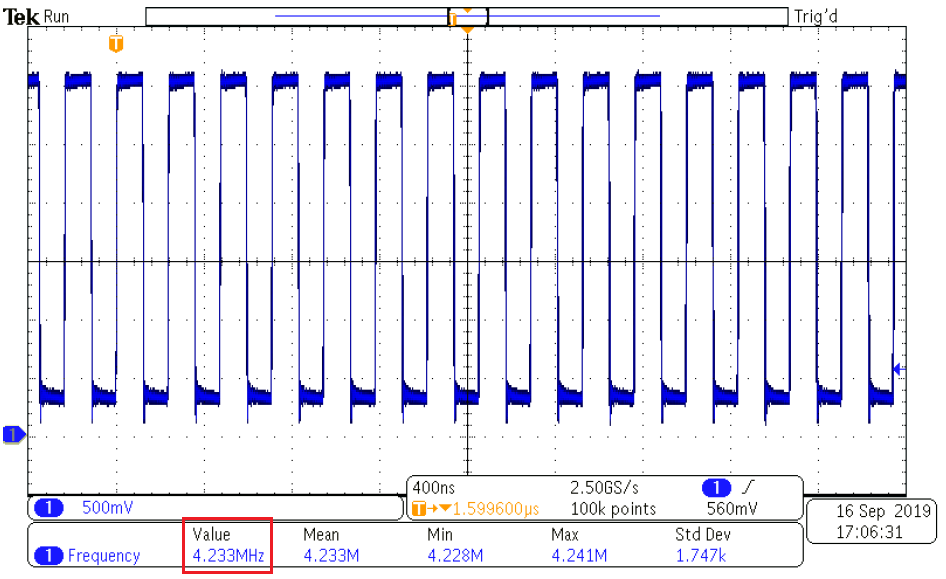 Tek Run Trig'd
T
T
1
400ns 2.50GS/s 1
1 500mV T→▼1.599600µs 100k points 560mV
16 Sep 2019
17:06:31
Value Mean Min Max Std Dev
1 Frequency 4.233MHz 4.233M 4.228M 4.241M 1.747k